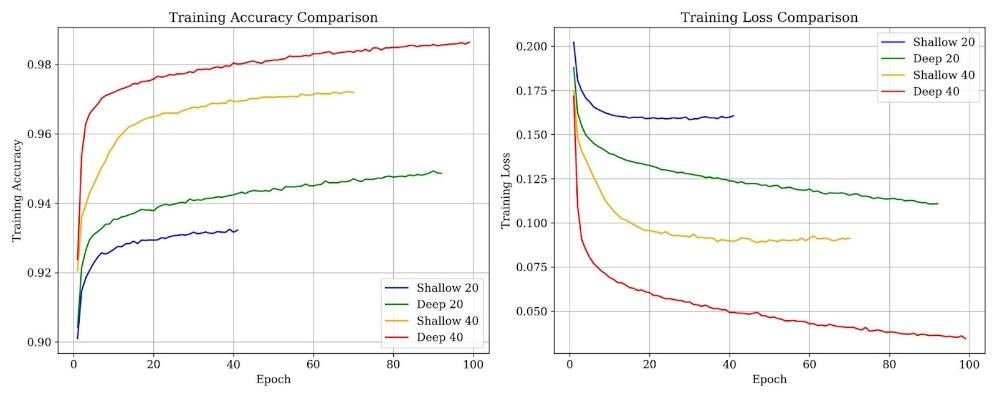 Training Accuracy Comparison
Training Accuracy
0.98
0.96
0.94
0.92
0.90
0
20
40
60
80
100
Epoch
Shallow 20
Deep 20
Shallow 40
Deep 40
Training Loss Comparison
Training Loss
0.200
0.175
0.150
0.125
0.100
0.075
0.050
0
20
40
60
80
100
Epoch
Shallow 20
Deep 20
Shallow 40
Deep 40